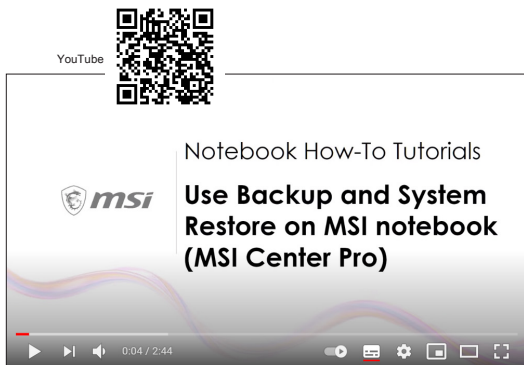 YouTube
Notebook How-To Tutorials
msi
Use Backup and System
Restore on MSI notebook
(MSI Center Pro)
0:04 / 2:44